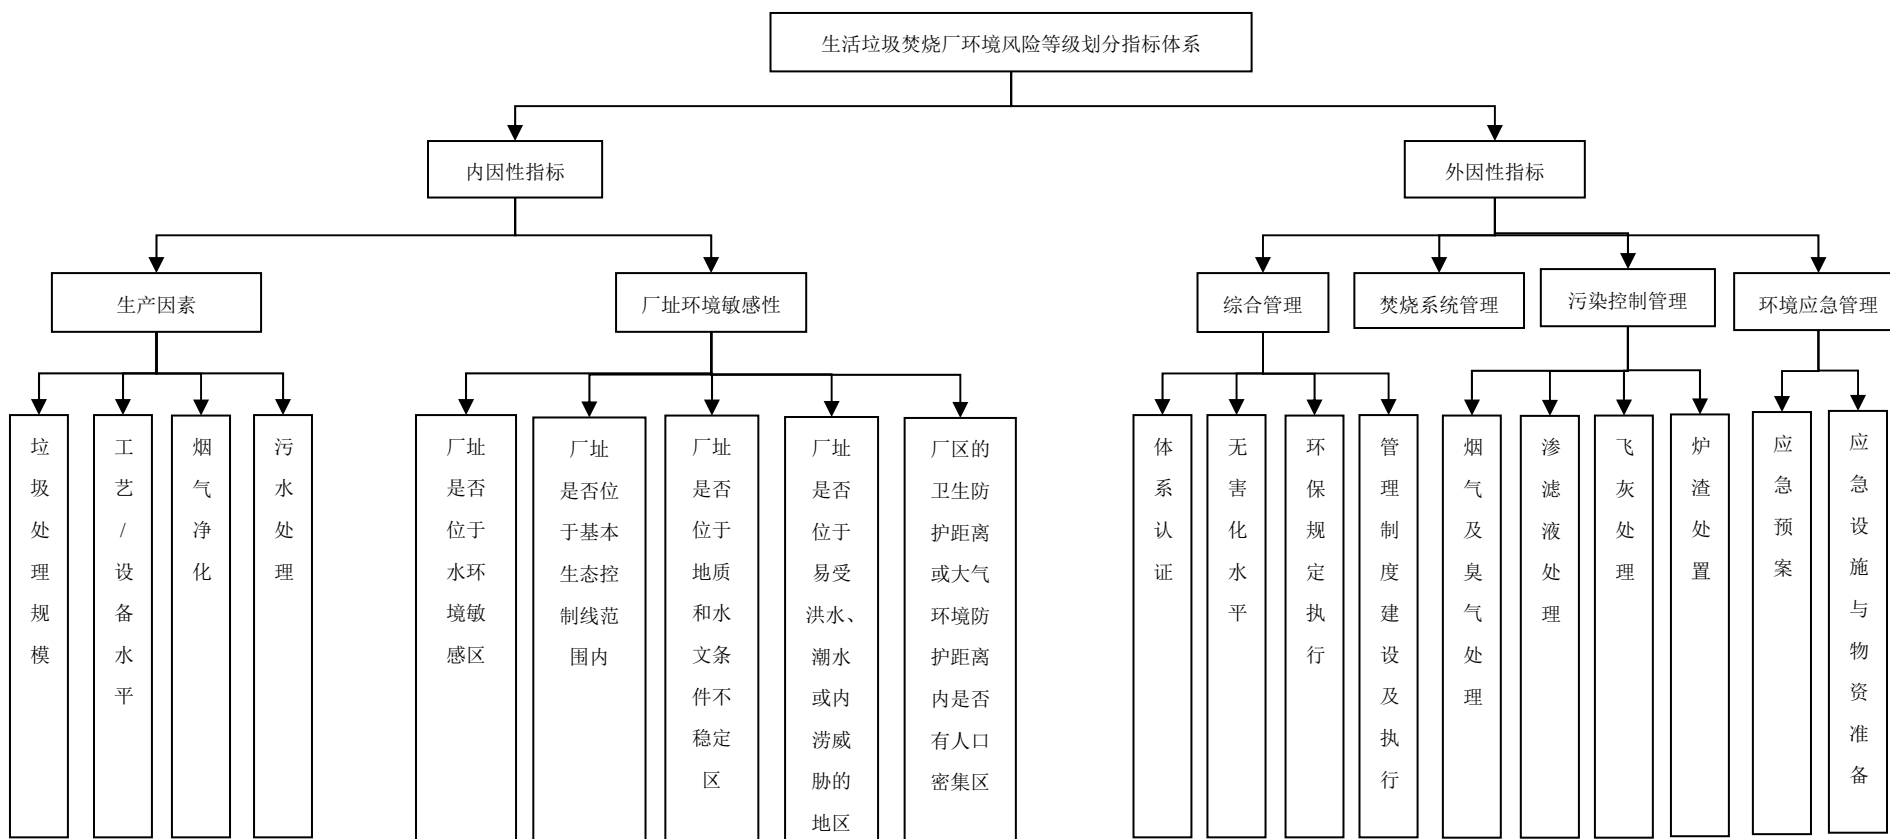 生活垃圾焚烧厂环境风险等级划分指标体系
内因性指标
外因性指标
生产因素
厂址环境敏感性
综合管理
焚烧系统管理
污染控制管理
环境应急管理
垃圾处理规模
工艺/设备水平
烟气净化
污水处理
厂址
是否
位于
水环
境敏
感区
厂址
是否位
于基本
生态控
制线范
围内
厂址
是否
位于
地质
和水
文条
件不
稳定
区
厂址
是否
位于
易受
洪水、
潮水
或内
涝威
胁的
地区
厂区的
卫生防
护距离
或大气
环境防
护距离
内是否
有人口
密集区
体系认证
无害化水平
环保规定执行
管理制度建设及执行
烟气及臭气处理
渗滤液处理
飞灰处理
炉渣处置
应急预案
应急设施与物资准备